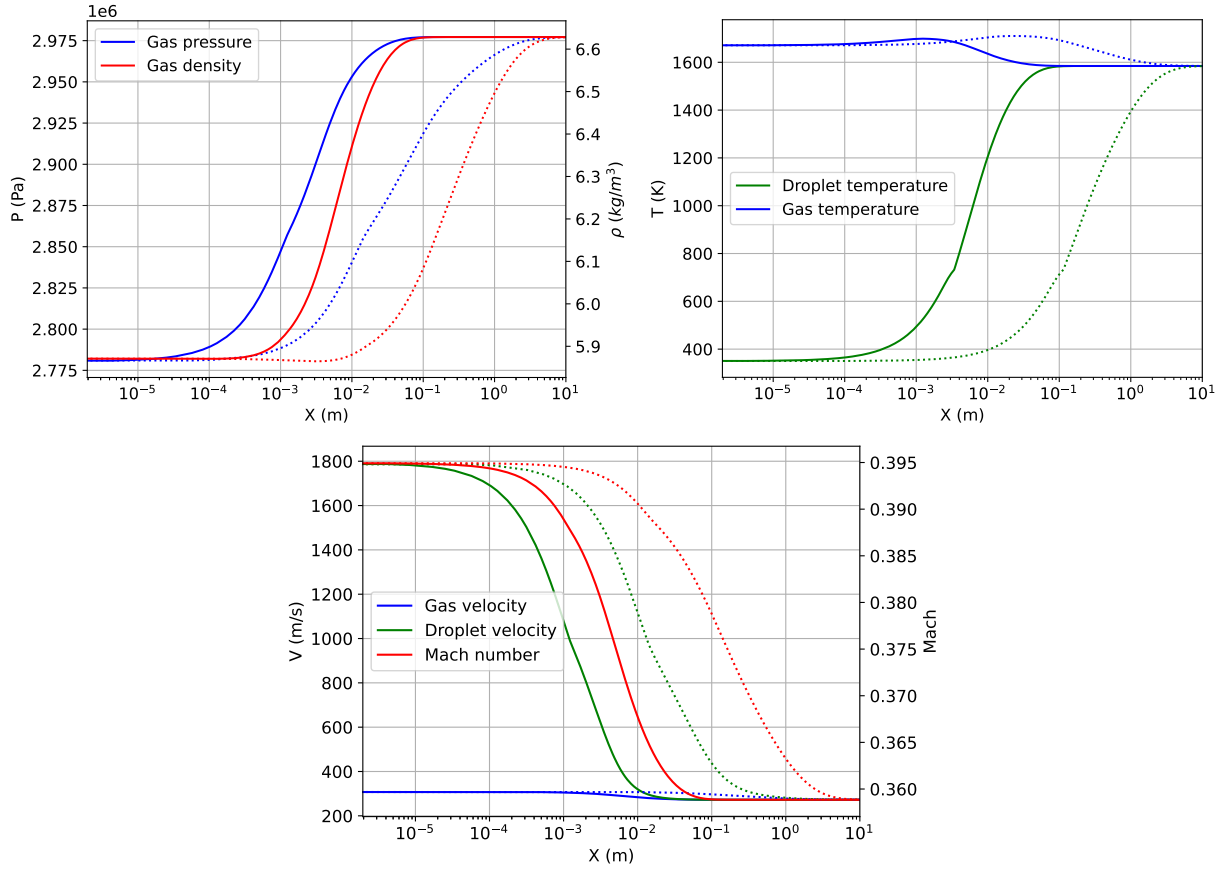 1e6
Gas pressure
Gas density
2.975
2.950
2.925
2.900
2.875
2.850
2.825
2.800
2.775
P (Pa)
6.6
6.5
6.4
6.3
6.2
6.1
6.0
5.9
ρ (kg/m³)
10⁻⁵ 10⁻⁴ 10⁻³ 10⁻² 10⁻¹ 10⁰ 10¹
X (m)
1600
1400
1200
1000
800
600
400
T (K)
Droplet temperature
Gas temperature
10⁻⁵ 10⁻⁴ 10⁻³ 10⁻² 10⁻¹ 10⁰ 10¹
X (m)
1800
1600
1400
1200
1000
800
600
400
200
V (m/s)
Gas velocity
Droplet velocity
Mach number
0.395
0.390
0.385
0.380
0.375
0.370
0.365
0.360
Mach
10⁻⁵ 10⁻⁴ 10⁻³ 10⁻² 10⁻¹ 10⁰ 10¹
X (m)